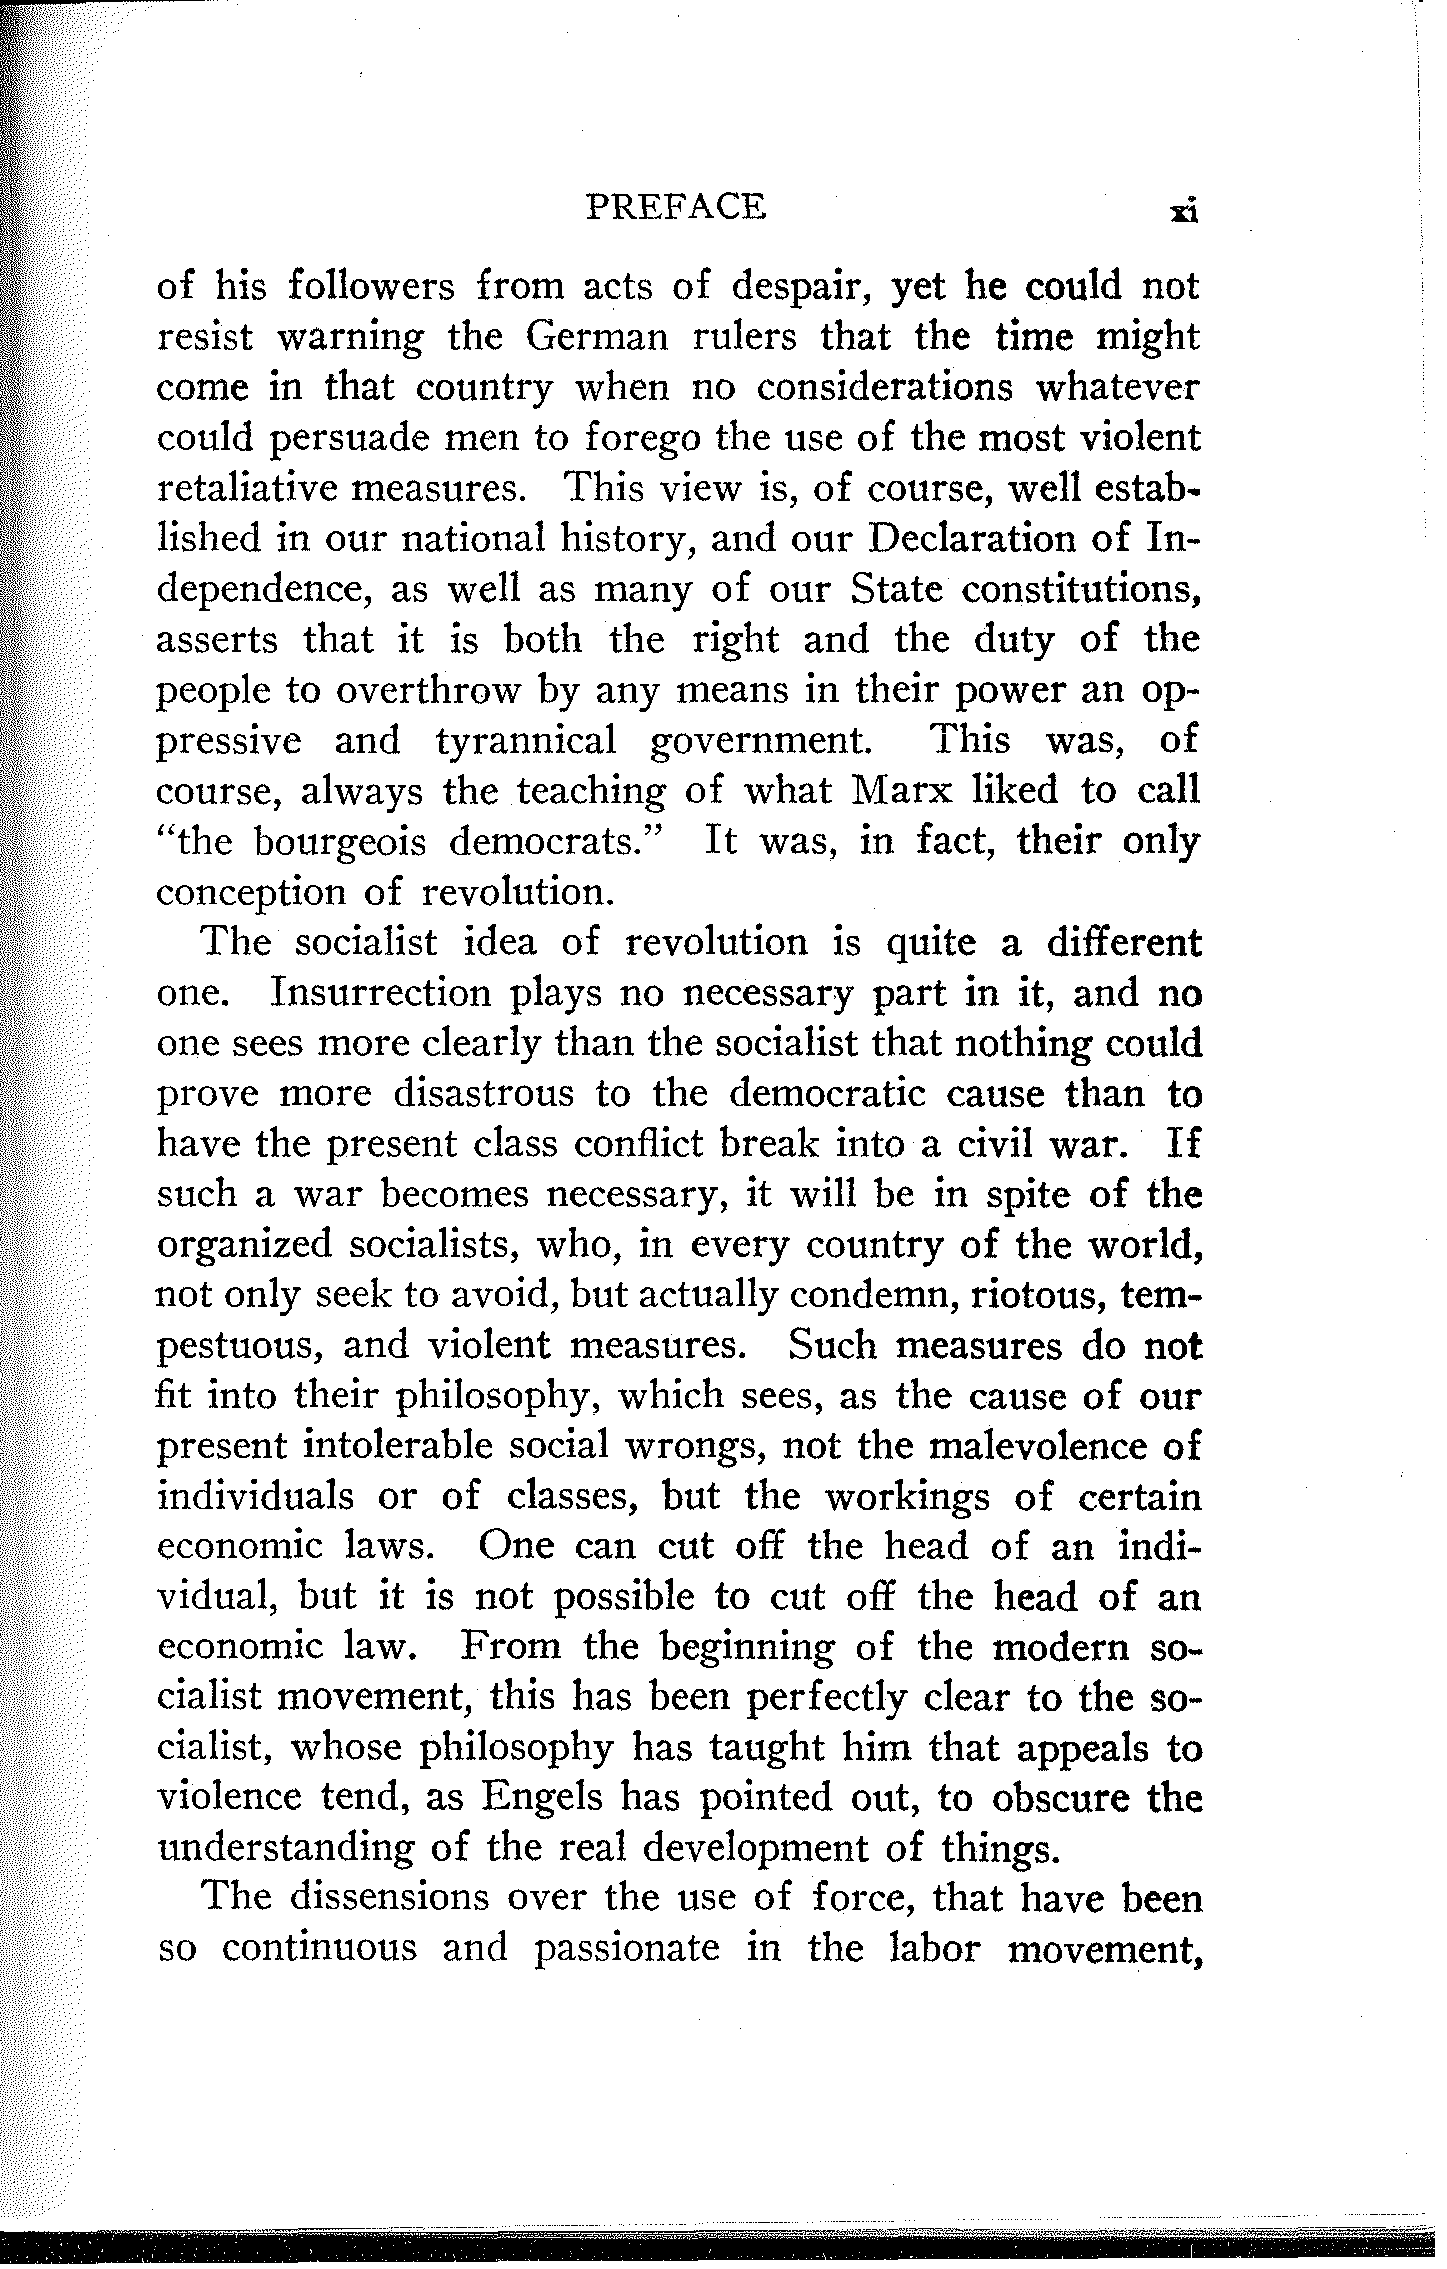 PREFACE xi
of his followers from acts of despair, yet he could not
resist warning the German rulers that the time might
come in that country when no considerations whatever
could persuade men to forego the use of the most violent
retaliative measures. This view is, of course, well estab-
lished in our national history, and our Declaration of In-
dependence, as well as many of our State constitutions,
asserts that it is both the right and the duty of the
people to overthrow by any means in their power an op-
pressive and tyrannical government. This was, of
course, always the teaching of what Marx liked to call
“the bourgeois democrats.” It was, in fact, their only
conception of revolution.
The socialist idea of revolution is quite a different
one. Insurrection plays no necessary part in it, and no
one sees more clearly than the socialist that nothing could
prove more disastrous to the democratic cause than to
have the present class conflict break into a civil war. If
such a war becomes necessary, it will be in spite of the
organized socialists, who, in every country of the world,
not only seek to avoid, but actually condemn, riotous, tem-
pestuous, and violent measures. Such measures do not
fit into their philosophy, which sees, as the cause of our
present intolerable social wrongs, not the malevolence of
individuals or of classes, but the workings of certain
economic laws. One can cut off the head of an indi-
vidual, but it is not possible to cut off the head of an
economic law. From the beginning of the modern so-
cialist movement, this has been perfectly clear to the so-
cialist, whose philosophy has taught him that appeals to
violence tend, as Engels has pointed out, to obscure the
understanding of the real development of things.
The dissensions over the use of force, that have been
so continuous and passionate in the labor movement,